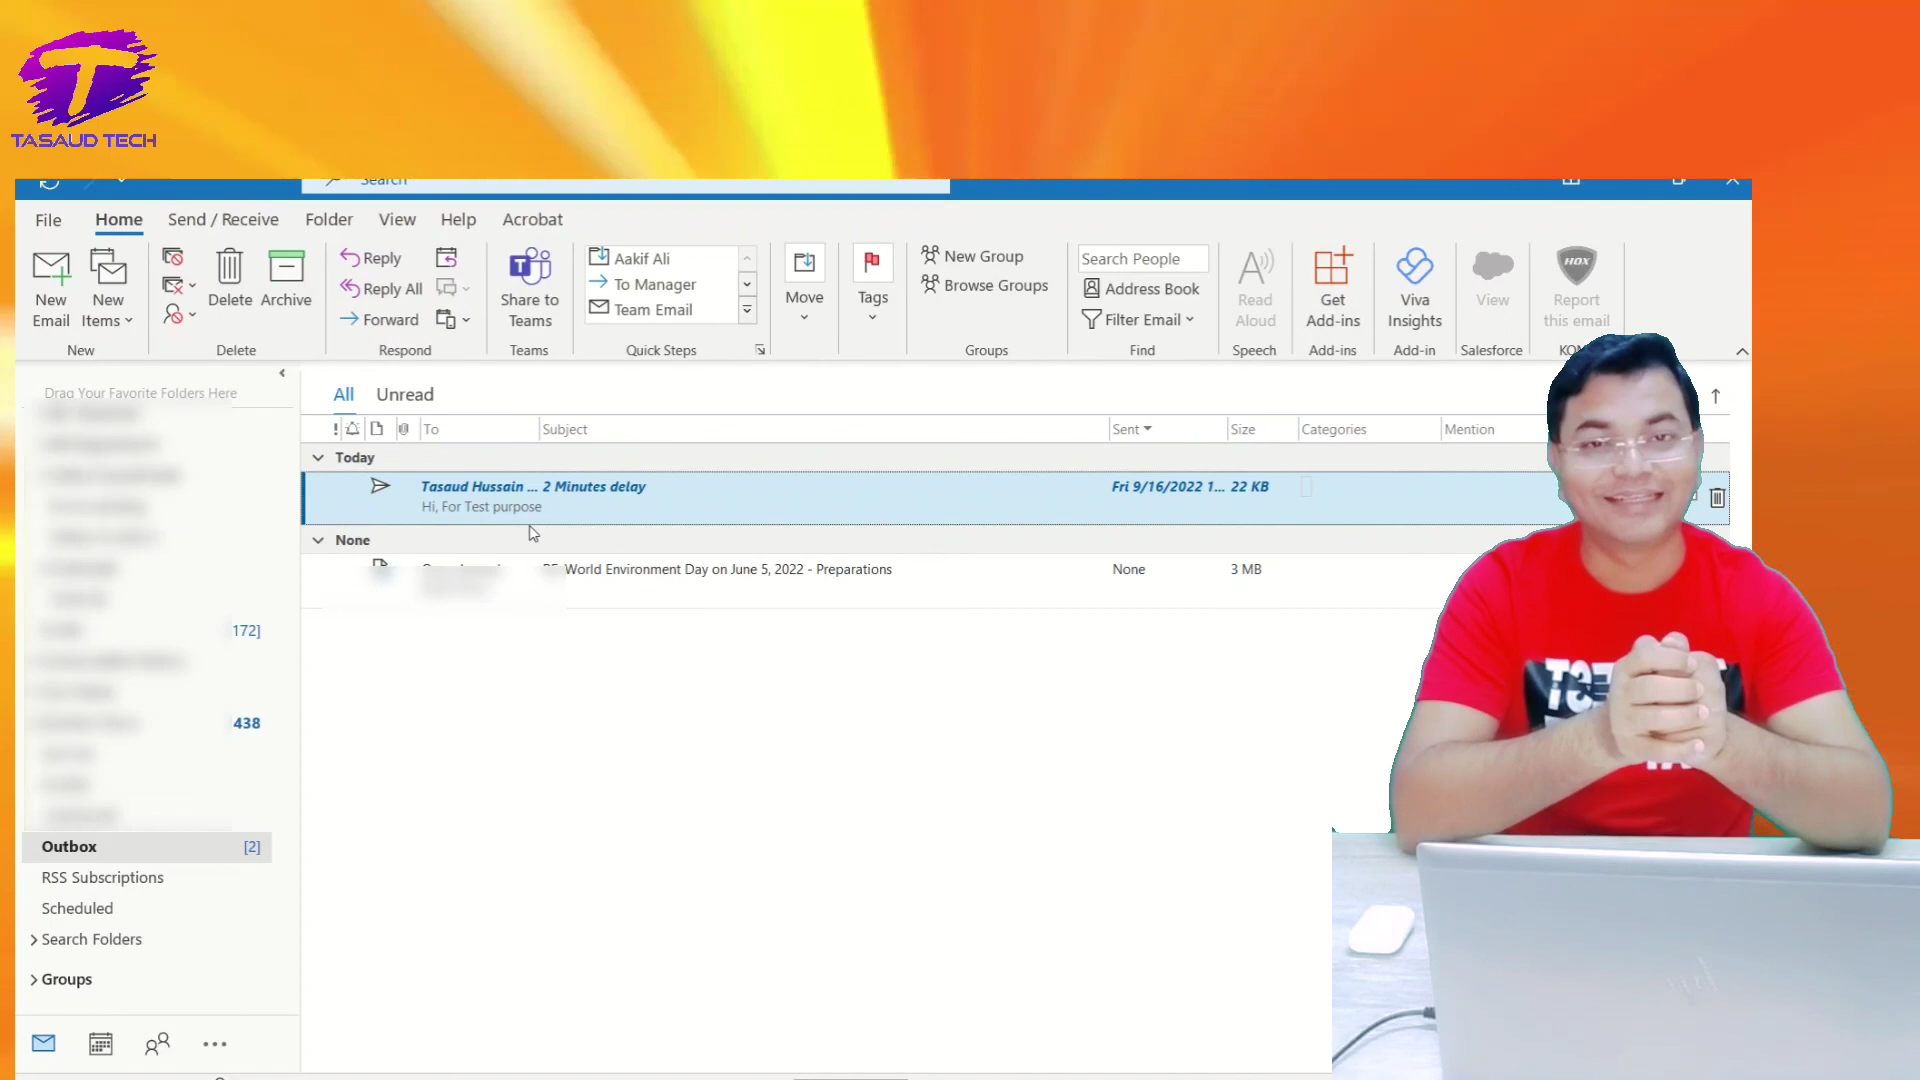 TASAUD TECH
Search
File Home Send / Receive Folder View Help Acrobat
New Email
New Items
New
Delete
Archive
Delete
Reply
Reply All
Forward
Respond
Share to Teams
Teams
Aakif Ali
To Manager
Team Email
Quick Steps
Move
Tags
New Group
Browse Groups
Groups
Search People
Address Book
Filter Email
Find
Read Aloud
Speech
Get Add-ins
Add-ins
Viva Insights
Add-in
View
Salesforce
HOX
Report this email
Drag Your Favorite Folders Here
172]
438
Outbox [2]
RSS Subscriptions
Scheduled
Search Folders
Groups
All Unread
! To Subject Sent Size Categories Mention
Today
Tasaud Hussain ... 2 Minutes delay Fri 9/16/2022 1... 22 KB
Hi, For Test purpose
None
World Environment Day on June 5, 2022 - Preparations None 3 MB